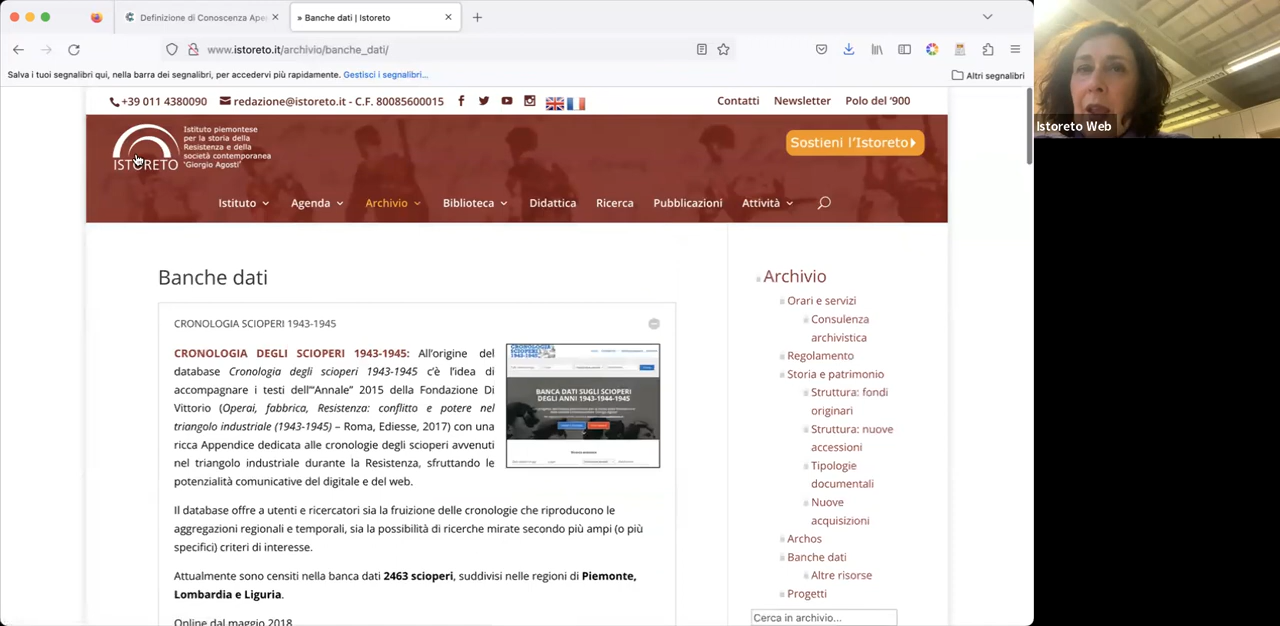 Definizione di Conoscenza Ape
» Banche dati | Istoreto
www.istoreto.it/archivio/banche_dati/
Salva i tuoi segnalibri qui, nella barra dei segnalibri, per accedervi più rapidamente. Gestisci i segnalibri...
Altri segnalibri
+39 011 4380090
redazione@istoreto.it - C.F. 80085600015
Contatti
Newsletter
Polo del '900
ISTORETO
Istituto piemontese
per la storia della
Resistenza e della
società contemporanea
'Giorgio Agosti'
Sostieni l'Istoreto
Istituto
Agenda
Archivio
Biblioteca
Didattica
Ricerca
Pubblicazioni
Attività
Banche dati
CRONOLOGIA SCIOPERI 1943-1945
CRONOLOGIA DEGLI SCIOPERI 1943-1945: All'origine del
database Cronologia degli scioperi 1943-1945 c'è l'idea di
accompagnare i testi dell'"Annale" 2015 della Fondazione Di
Vittorio (Operai, fabbrica, Resistenza: conflitto e potere nel
triangolo industriale (1943-1945) – Roma, Ediesse, 2017) con una
ricca Appendice dedicata alle cronologie degli scioperi avvenuti
nel triangolo industriale durante la Resistenza, sfruttando le
potenzialità comunicative del digitale e del web.
BANCA DATI SUGLI SCIOPERI
DEGLI ANNI 1943-1944-1945
Il database offre a utenti e ricercatori sia la fruizione delle cronologie che riproducono le
aggregazioni regionali e temporali, sia la possibilità di ricerche mirate secondo più ampi (o più
specifici) criteri di interesse.
Attualmente sono censiti nella banca dati 2463 scioperi, suddivisi nelle regioni di Piemonte,
Lombardia e Liguria.
Online dal maggio 2018
Archivio
Orari e servizi
Consulenza
archivistica
Regolamento
Storia e patrimonio
Struttura: fondi
originari
Struttura: nuove
accessioni
Tipologie
documentali
Nuove
acquisizioni
Archos
Banche dati
Altre risorse
Progetti
Cerca in archivio...
Istoreto Web